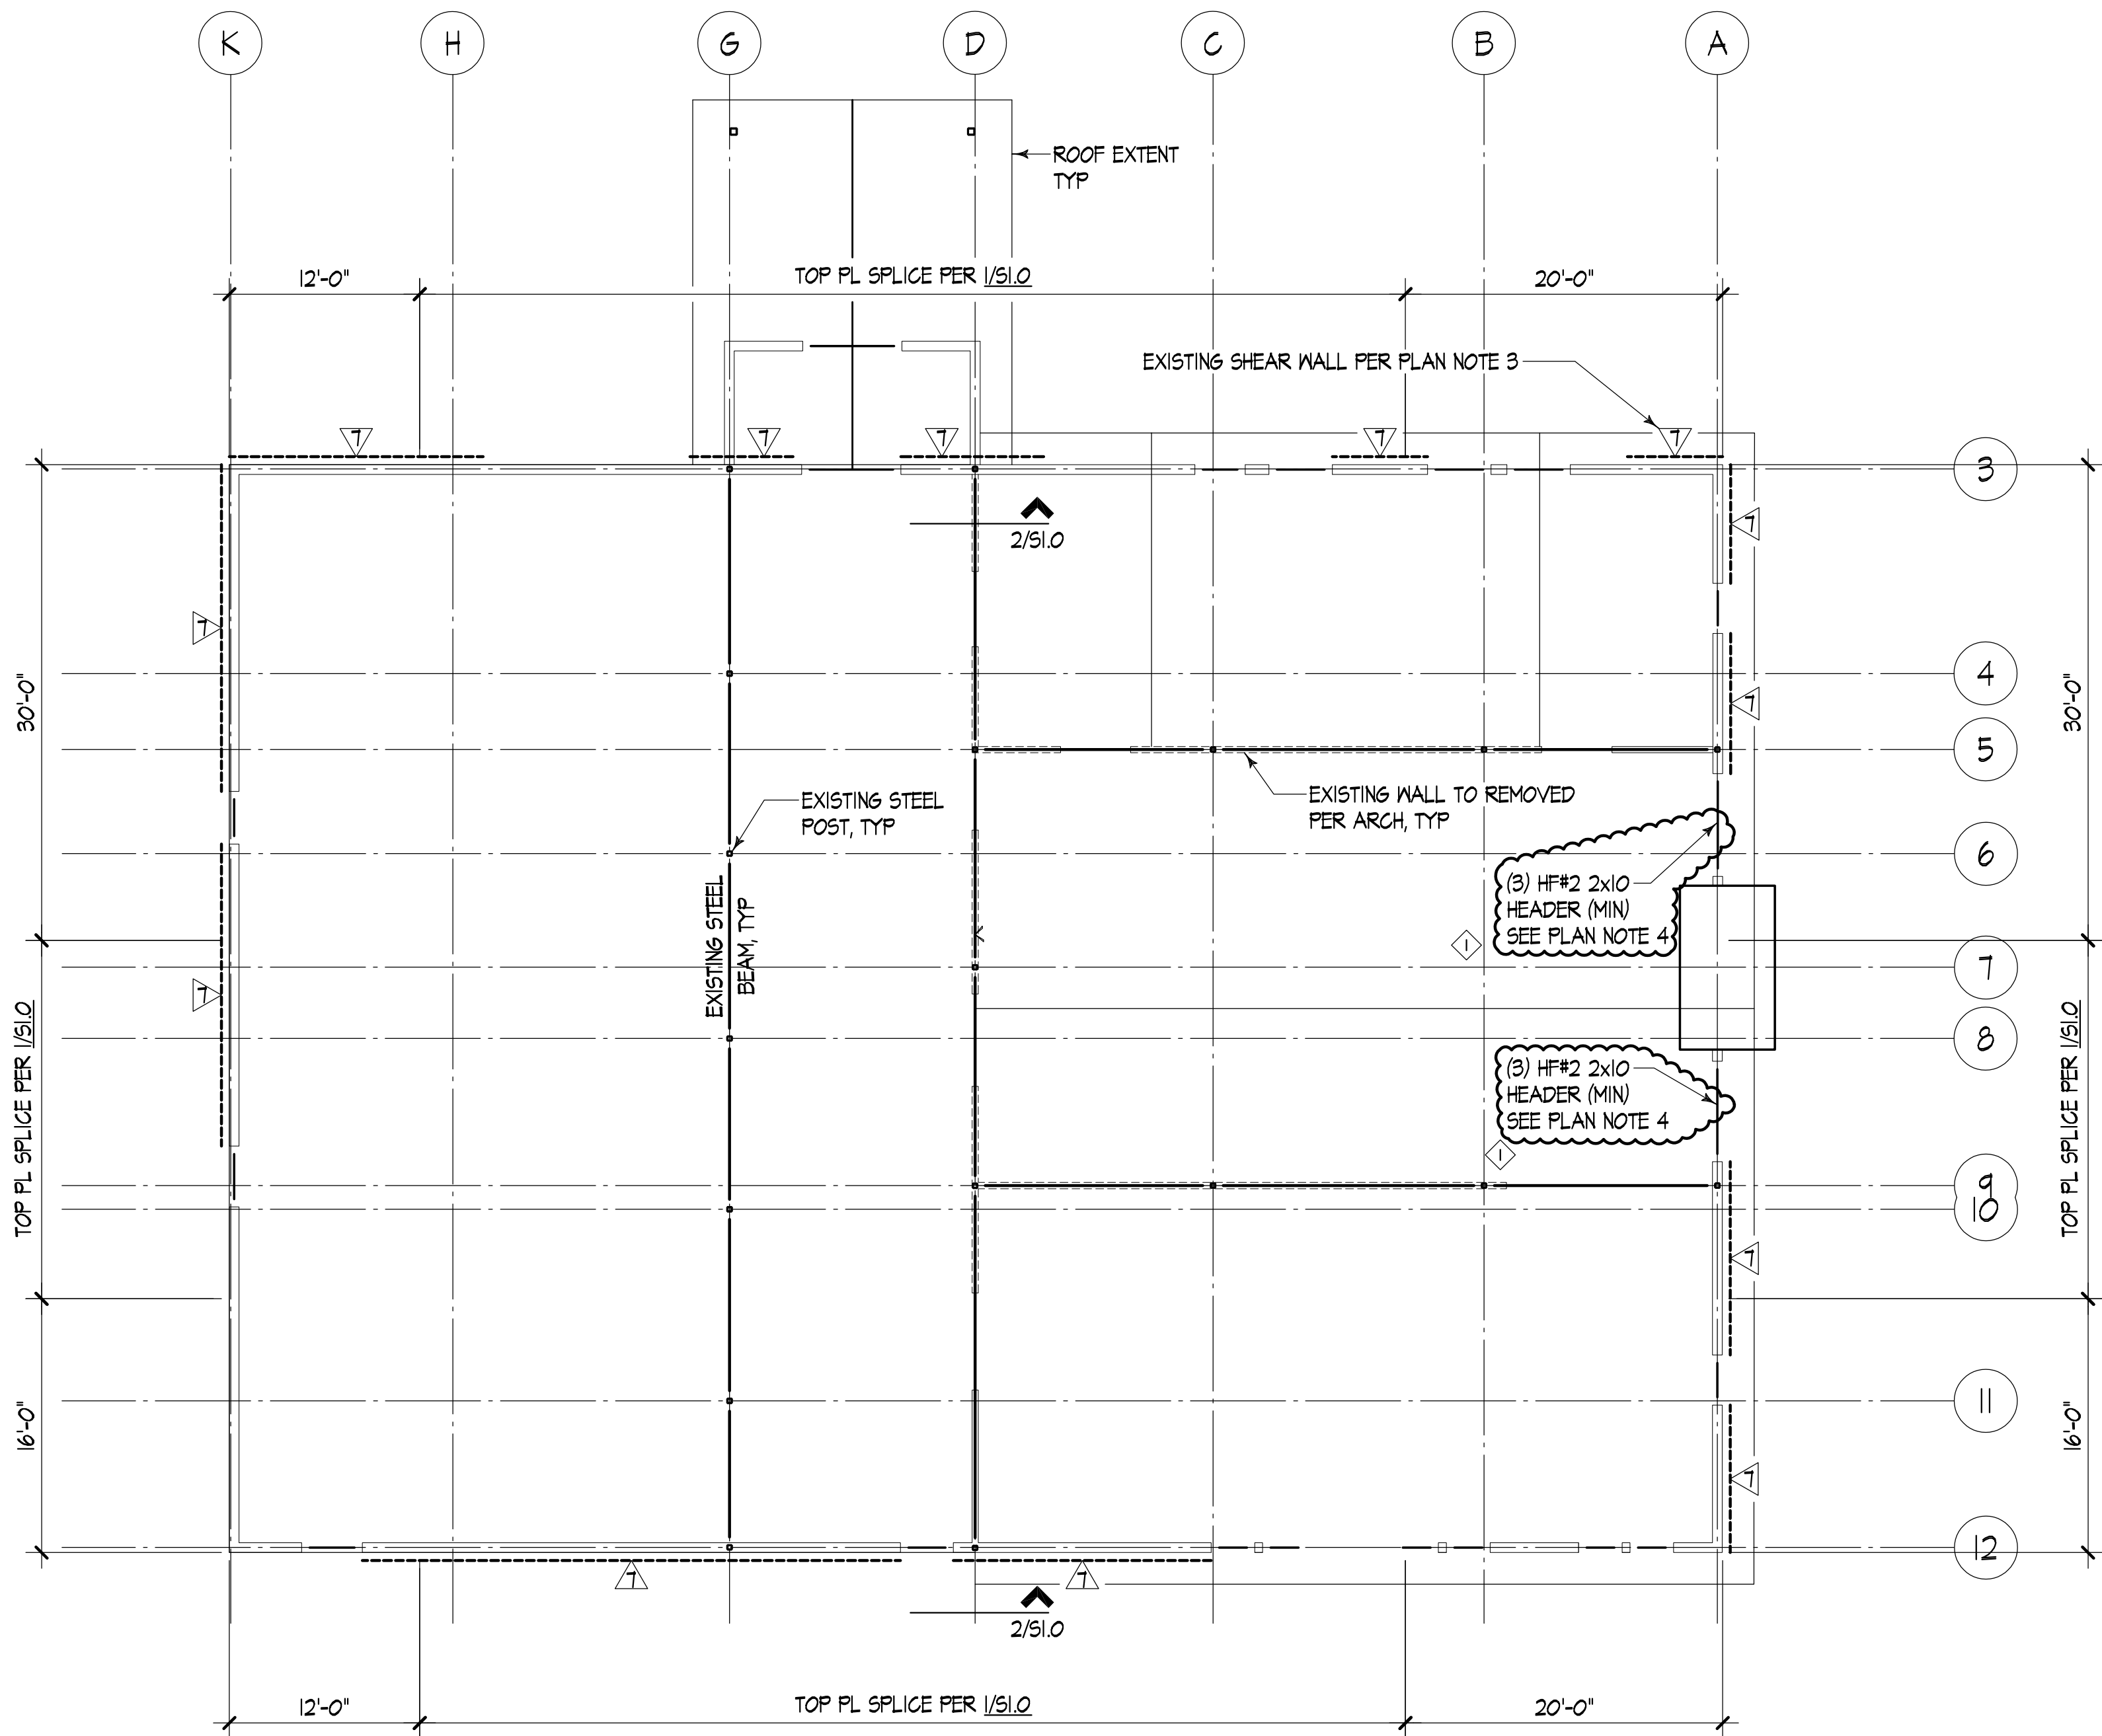 K H G D C B A
ROOF EXTENT
TYP
12'-0" TOP PL SPLICE PER 1/S1.0 20'-0"
EXISTING SHEAR WALL PER PLAN NOTE 3
7 7 7 7 7
3
2/S1.0
7
7
4
7
30'-0"
30'-0"
5
EXISTING STEEL
POST, TYP
EXISTING WALL TO REMOVED
PER ARCH, TYP
6
(3) HF#2 2x10
HEADER (MIN)
SEE PLAN NOTE 4
1
EXISTING STEEL
BEAM, TYP
7
7
8
TOP PL SPLICE PER 1/S1.0
TOP PL SPLICE PER 1/S1.0
(3) HF#2 2x10
HEADER (MIN)
SEE PLAN NOTE 4
1
9
10
7
11
16'-0"
16'-0"
7
12
7 7
2/S1.0
12'-0" TOP PL SPLICE PER 1/S1.0 20'-0"